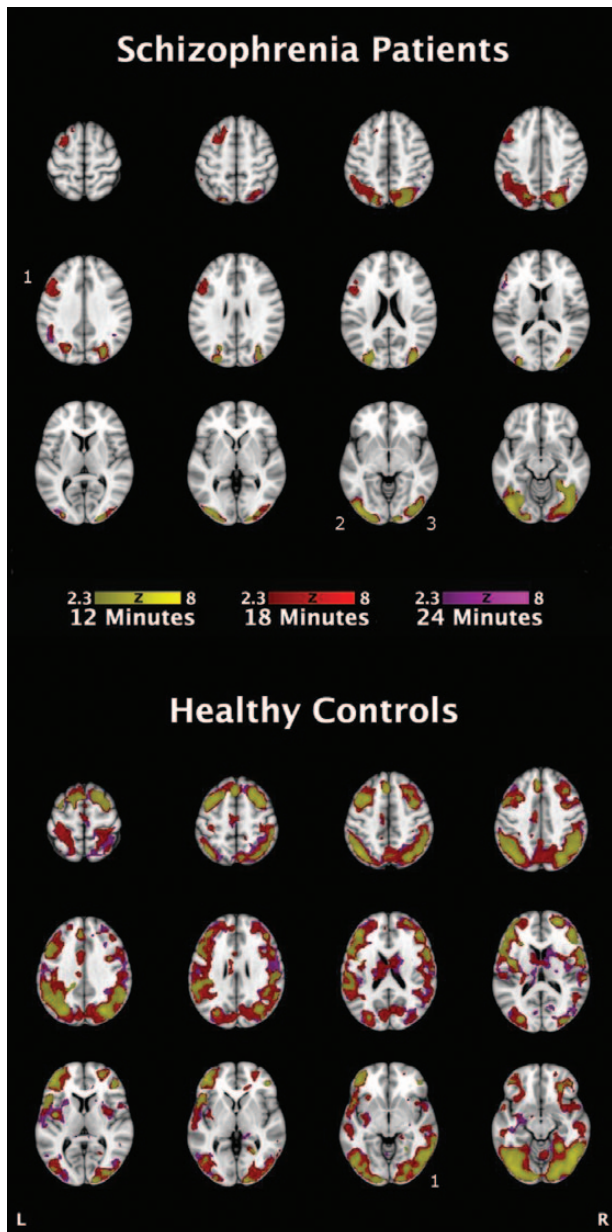 Schizophrenia Patients
1
2 3
2.3 Z 8 2.3 Z 8 2.3 Z 8
12 Minutes 18 Minutes 24 Minutes
Healthy Controls
1
L R